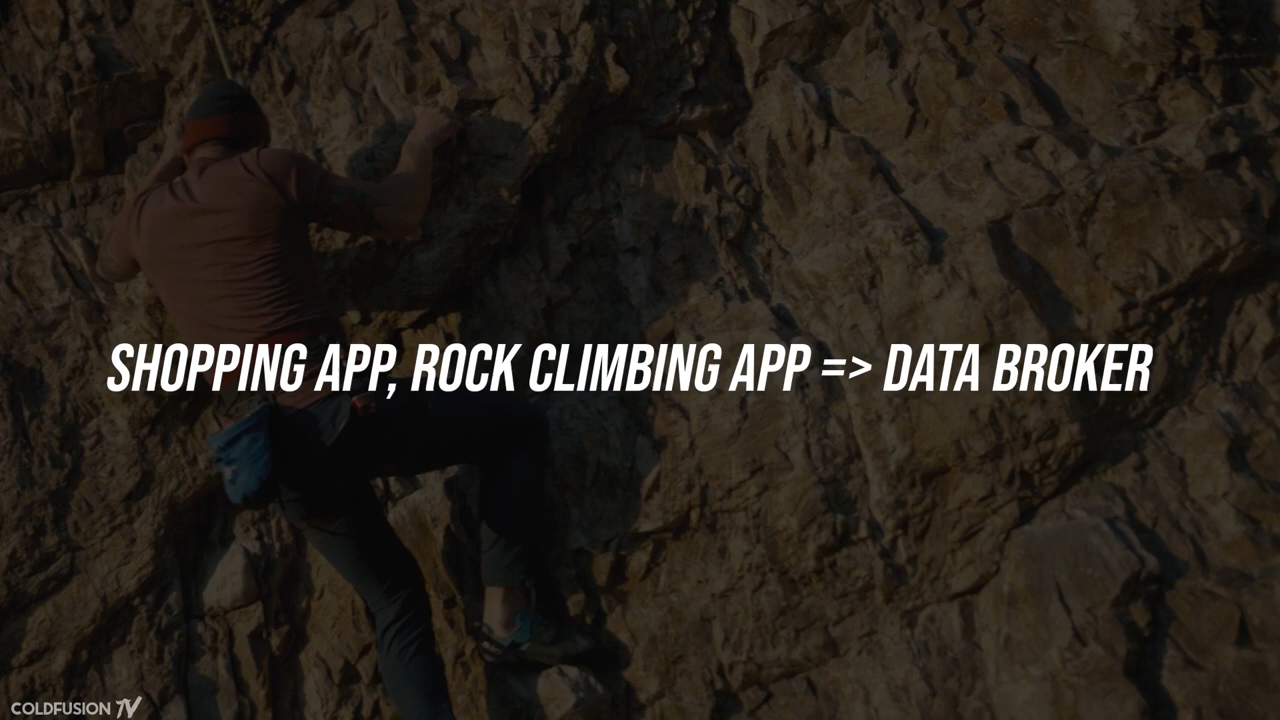 SHOPPING APP, ROCK CLIMBING APP => DATA BROKER
COLDFUSION TV